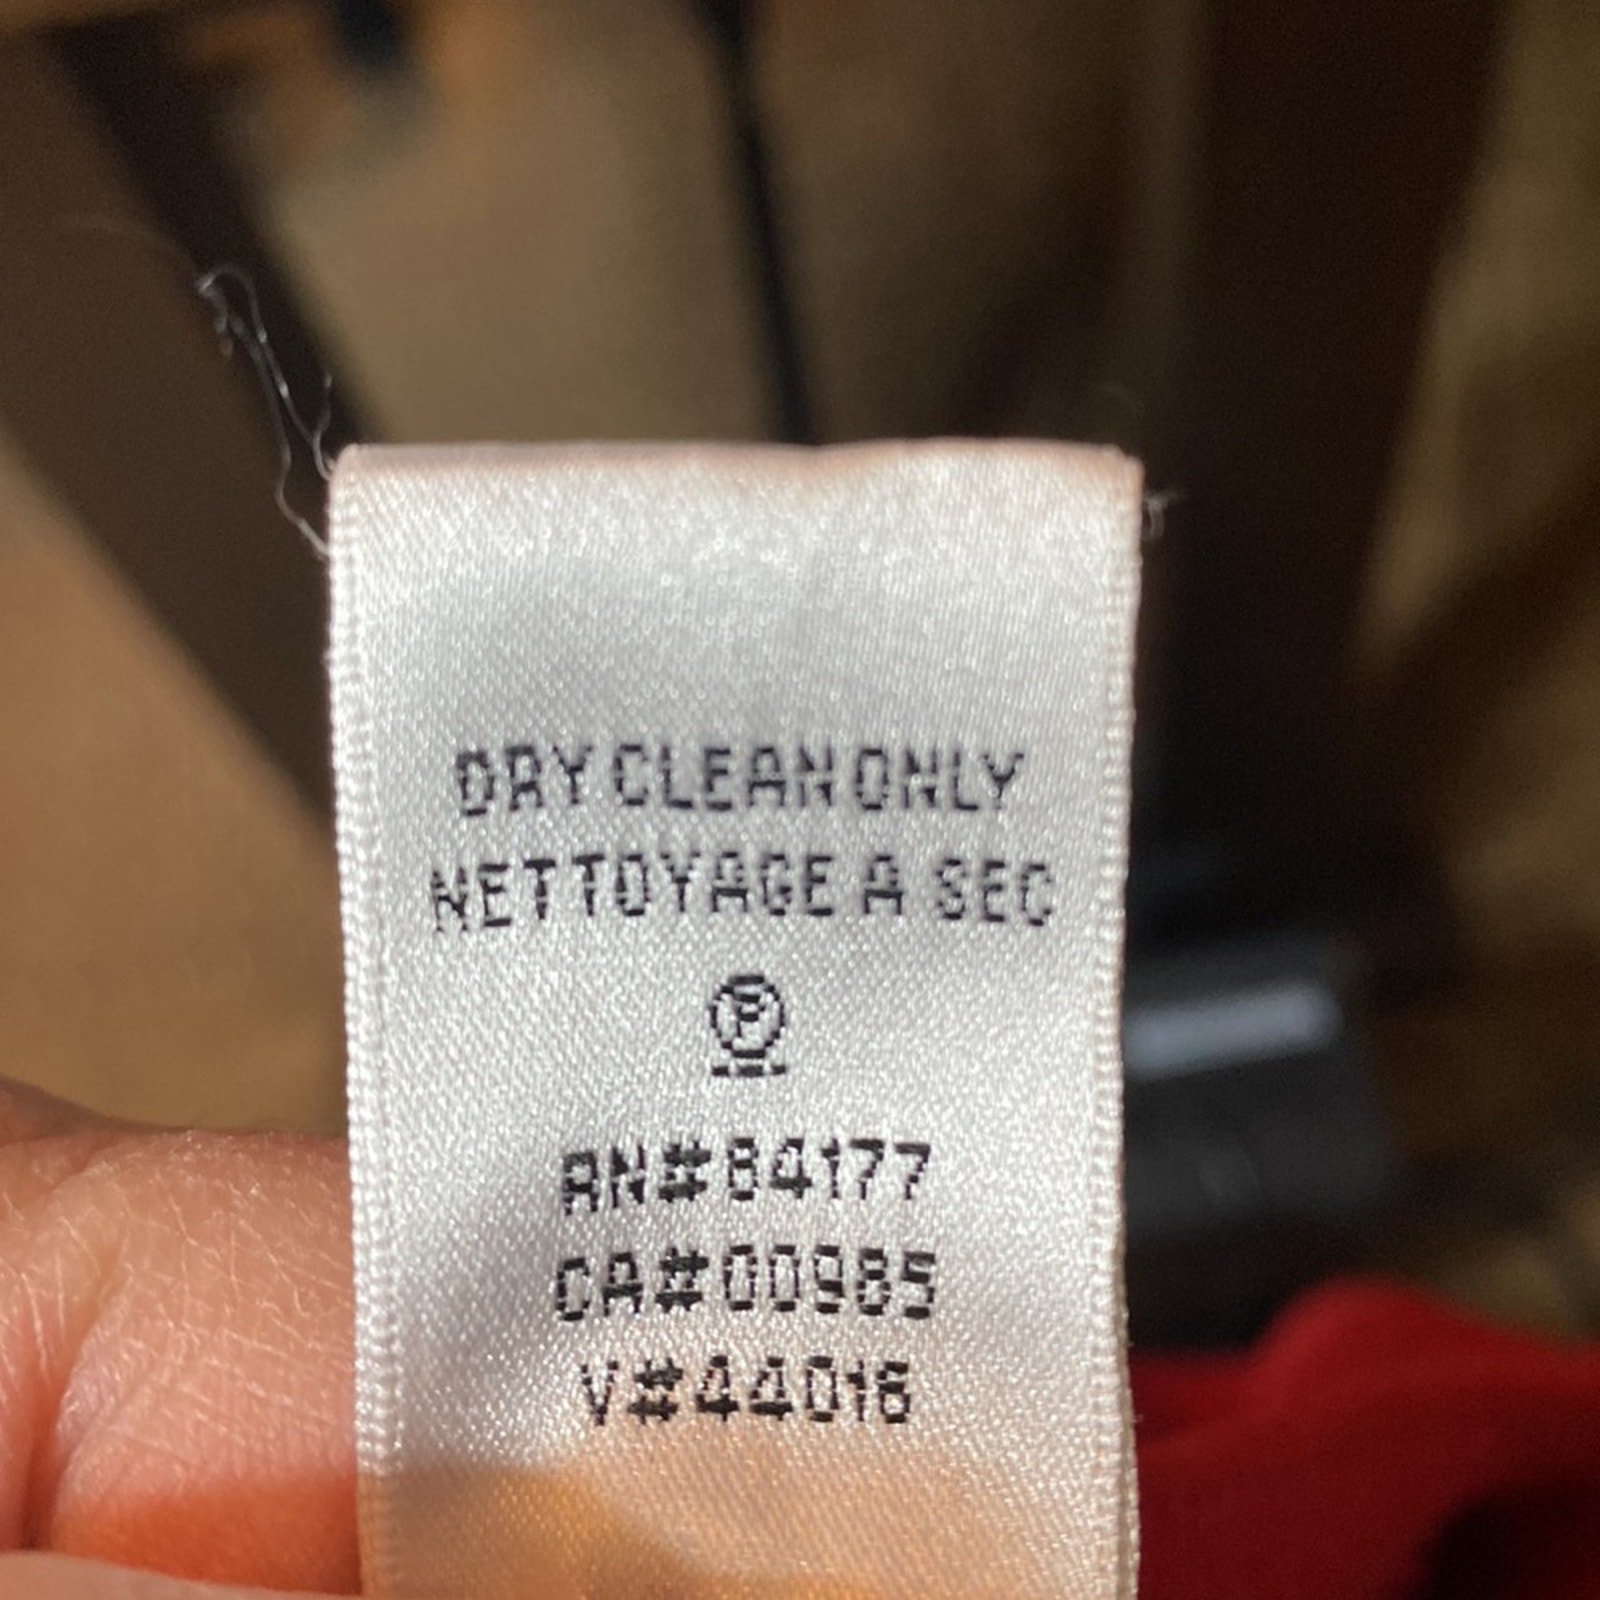 DRY CLEAN ONLY
NETTOYAGE A SEC
P
RN#84177
CA#00985
V#44016